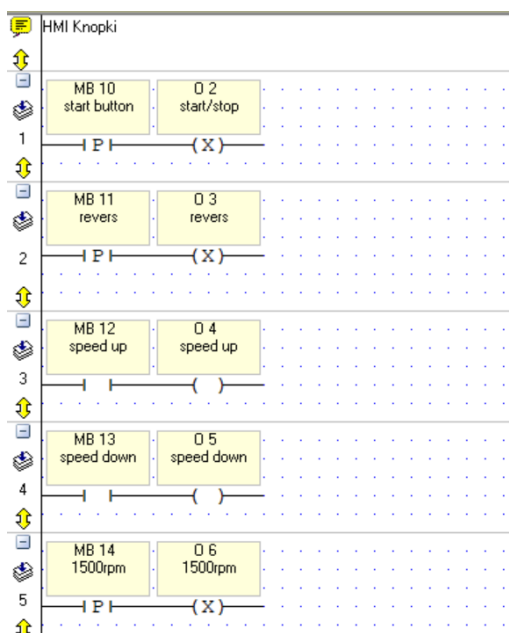 HMI Knopki
MB 10
start button
O 2
start/stop
1
P
(X)
MB 11
revers
O 3
revers
2
P
(X)
MB 12
speed up
O 4
speed up
3
( )
MB 13
speed down
O 5
speed down
4
( )
MB 14
1500rpm
O 6
1500rpm
5
P
(X)